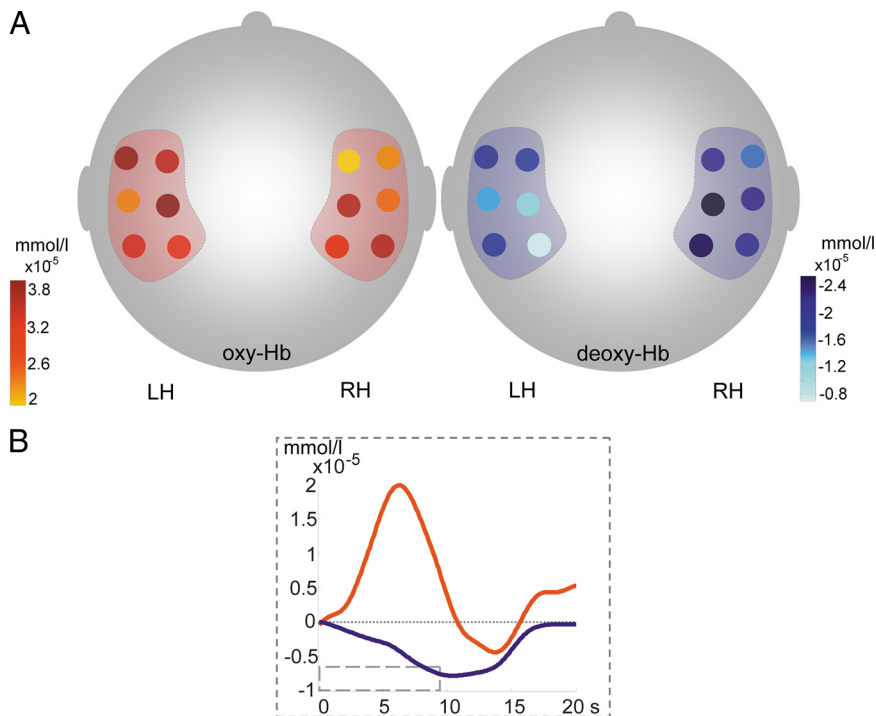 A
mmol/l
x10-5
3.8
3.2
2.6
2
oxy-Hb
LH
RH
deoxy-Hb
LH
RH
mmol/l
x10-5
-2.4
-2
-1.6
-1.2
-0.8
B
mmol/l
x10-5
2
1.5
1
0.5
0
-0.5
-1
0 5 10 15 20 s